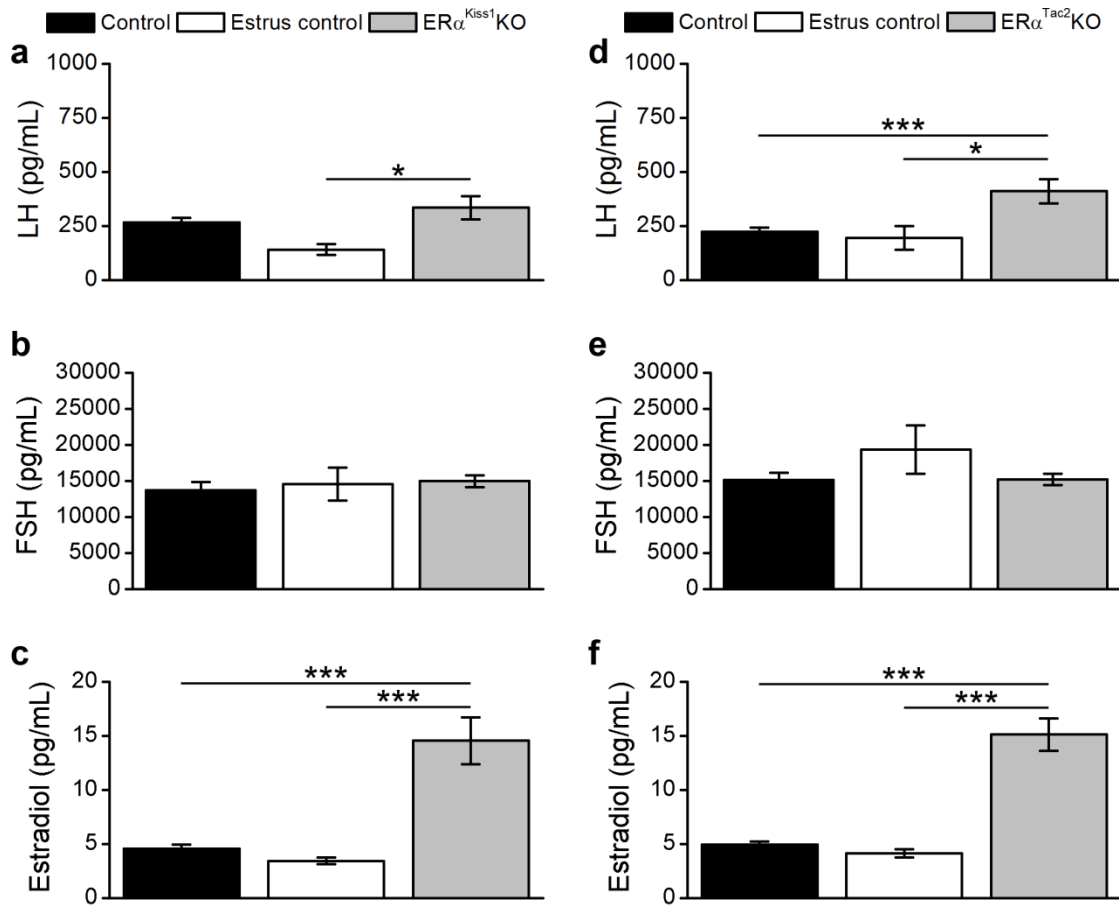 Control Estrus control ERα^Kiss1KO
a
LH (pg/mL)
1000
750
500
250
0
*
b
FSH (pg/mL)
30000
25000
20000
15000
10000
5000
0
c
Estradiol (pg/mL)
20
15
10
5
0
***
***
Control Estrus control ERα^Tac2KO
d
LH (pg/mL)
1000
750
500
250
0
***
*
e
FSH (pg/mL)
30000
25000
20000
15000
10000
5000
0
f
Estradiol (pg/mL)
20
15
10
5
0
***
***